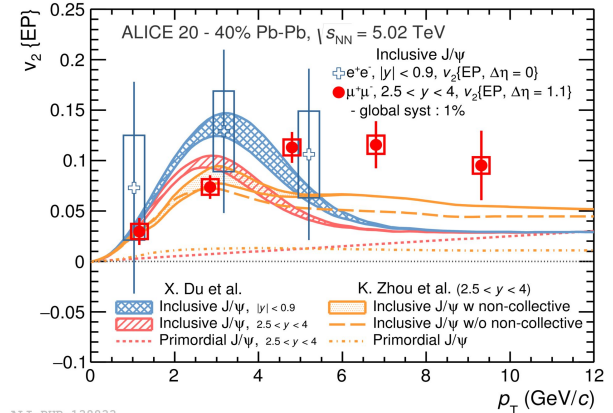 ALICE 20 - 40% Pb-Pb, √sNN = 5.02 TeV
Inclusive J/ψ
e⁺e⁻, |y| < 0.9, v₂{EP, Δη = 0}
μ⁺μ⁻, 2.5 < y < 4, v₂{EP, Δη = 1.1}
- global syst : 1%
v₂ {EP}
0.25
0.2
0.15
0.1
0.05
0
−0.05
−0.1
X. Du et al.
Inclusive J/ψ, |y| < 0.9
Inclusive J/ψ, 2.5 < y < 4
Primordial J/ψ, 2.5 < y < 4
K. Zhou et al. (2.5 < y < 4)
Inclusive J/ψ w non-collective
Inclusive J/ψ w/o non-collective
Primordial J/ψ
0 2 4 6 8 10 12
pT (GeV/c)